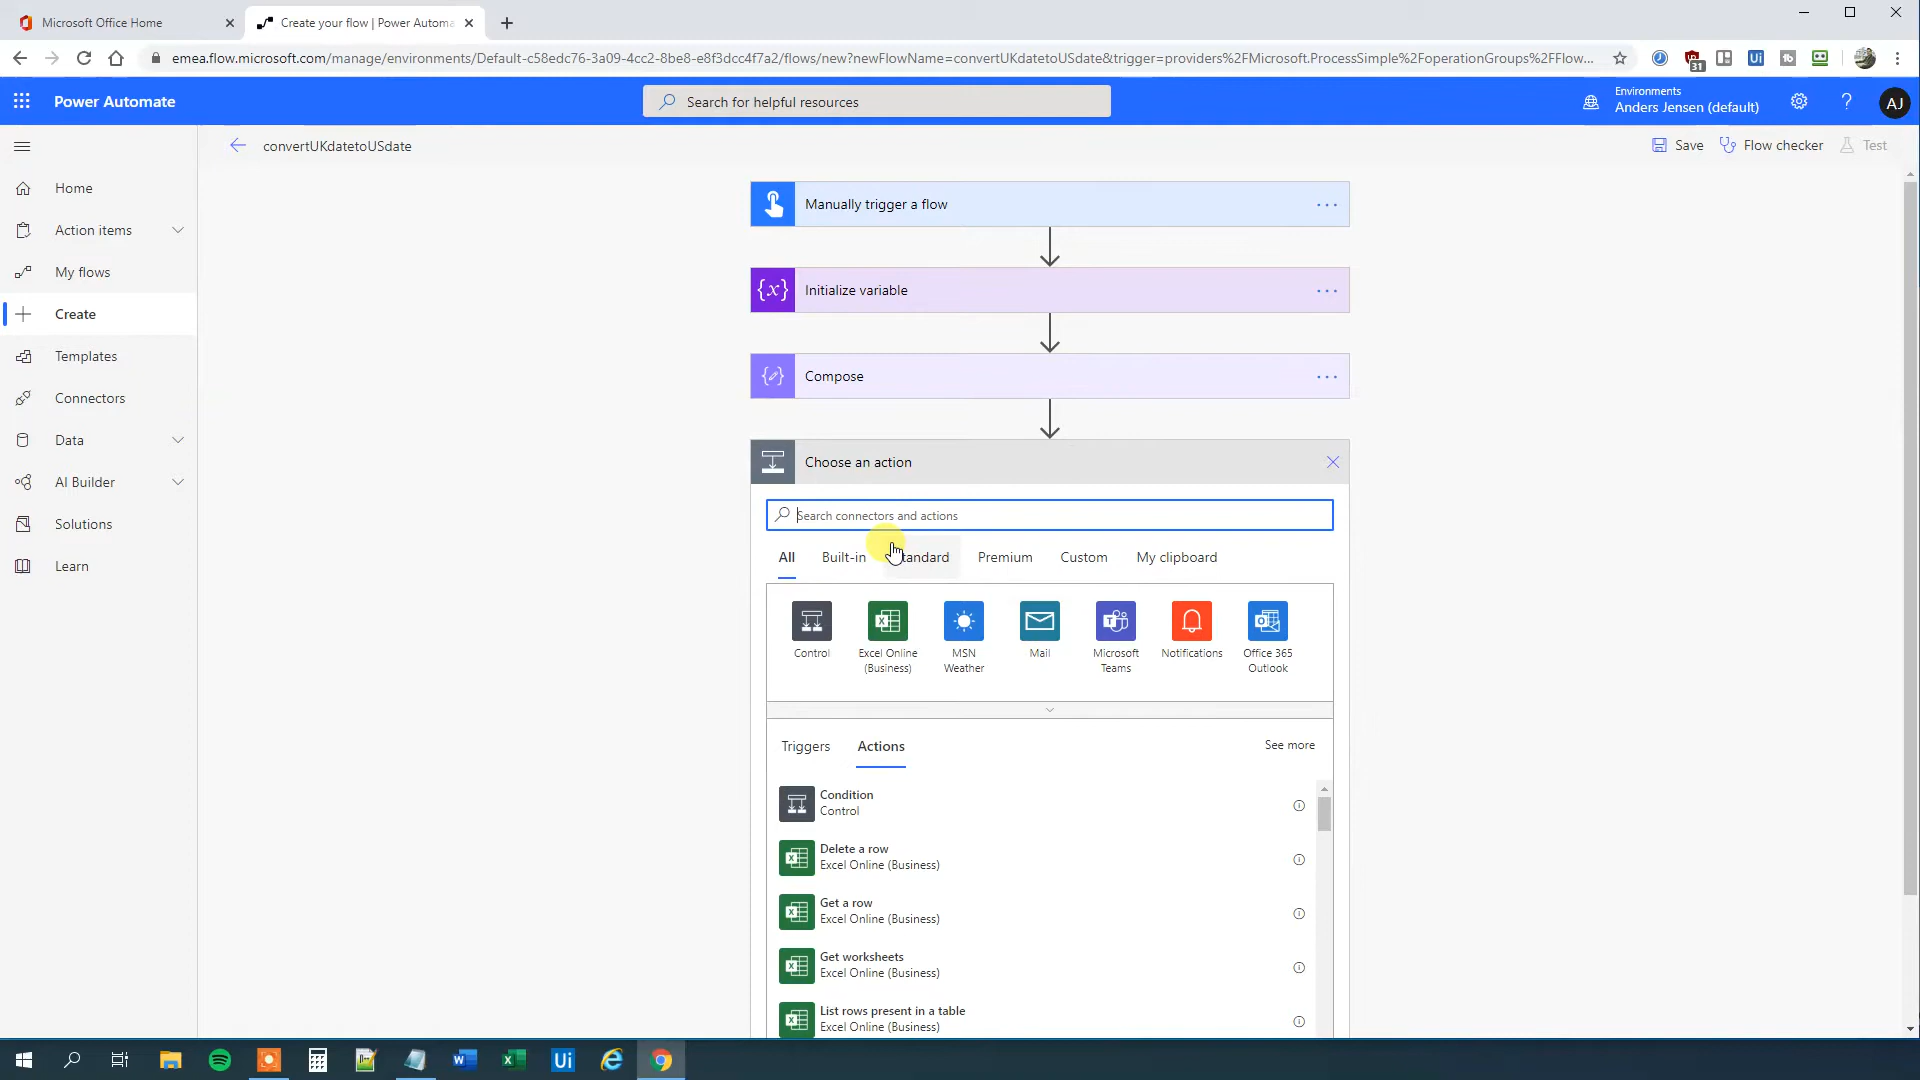 Microsoft Office Home
Create your flow | Power Automa
emea.flow.microsoft.com/manage/environments/Default-c58edc76-3a09-4cc2-8be8-e8f3dcc4f7a2/flows/new?newFlowName=convertUKdatetoUSdate&trigger=providers%2FMicrosoft.ProcessSimple%2FoperationGroups%2FFlow...
31
Power Automate
Search for helpful resources
Environments
Anders Jensen (default)
?
AJ
convertUKdatetoUSdate
Save
Flow checker
Test
Home
Action items
My flows
Create
Templates
Connectors
Data
AI Builder
Solutions
Learn
Manually trigger a flow
Initialize variable
Compose
Choose an action
Search connectors and actions
All
Built-in
Standard
Premium
Custom
My clipboard
Control
Excel Online
(Business)
MSN
Weather
Mail
Microsoft
Teams
Notifications
Office 365
Outlook
Triggers
Actions
See more
Condition
Control
Delete a row
Excel Online (Business)
Get a row
Excel Online (Business)
Get worksheets
Excel Online (Business)
List rows present in a table
Excel Online (Business)
Ui